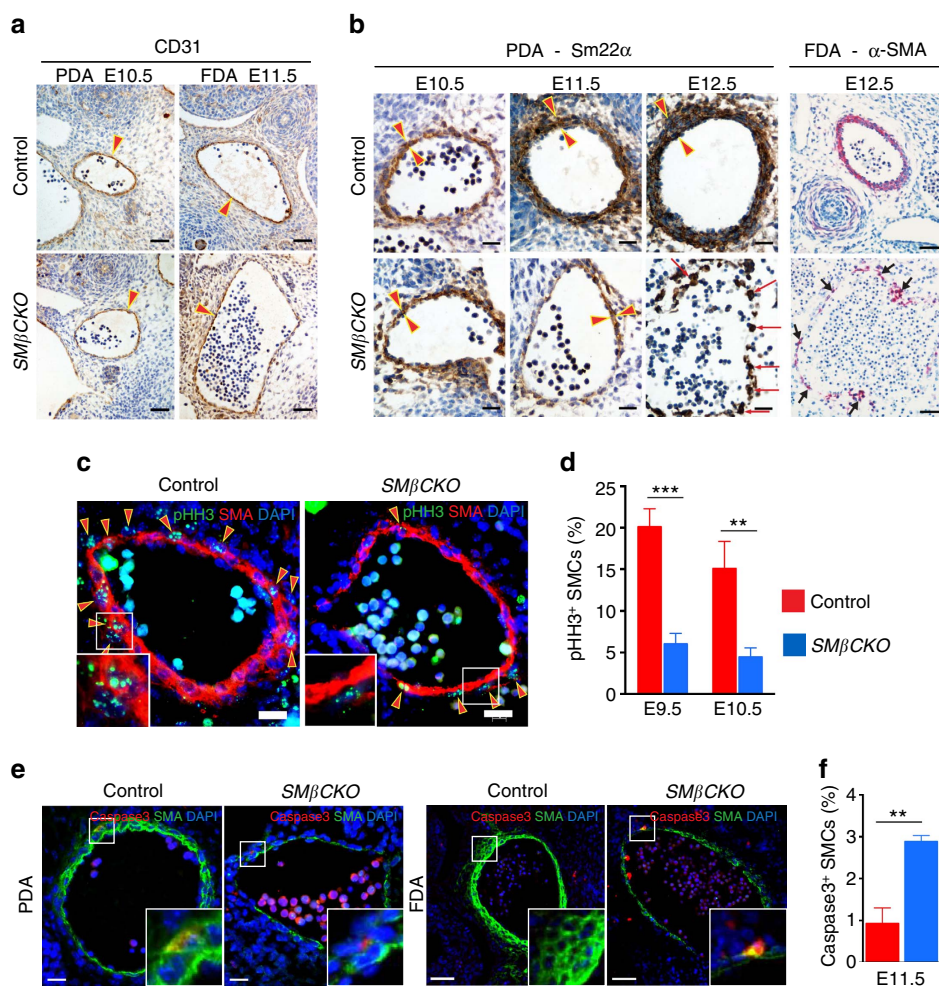 a
CD31
PDA E10.5
FDA E11.5
Control
SMβCKO
b
PDA - Sm22α
FDA - α-SMA
E10.5
E11.5
E12.5
E12.5
Control
SMβCKO
c
Control
SMβCKO
pHH3 SMA DAPI
pHH3 SMA DAPI
d
pHH3⁺ SMCs (%)
25
20
15
10
5
0
***
**
E9.5
E10.5
Control
SMβCKO
e
Control
SMβCKO
Control
SMβCKO
PDA
Caspase3 SMA DAPI
Caspase3 SMA DAPI
FDA
Caspase3 SMA DAPI
Caspase3 SMA DAPI
f
Caspase3⁺ SMCs (%)
4
3
2
1
0
**
E11.5